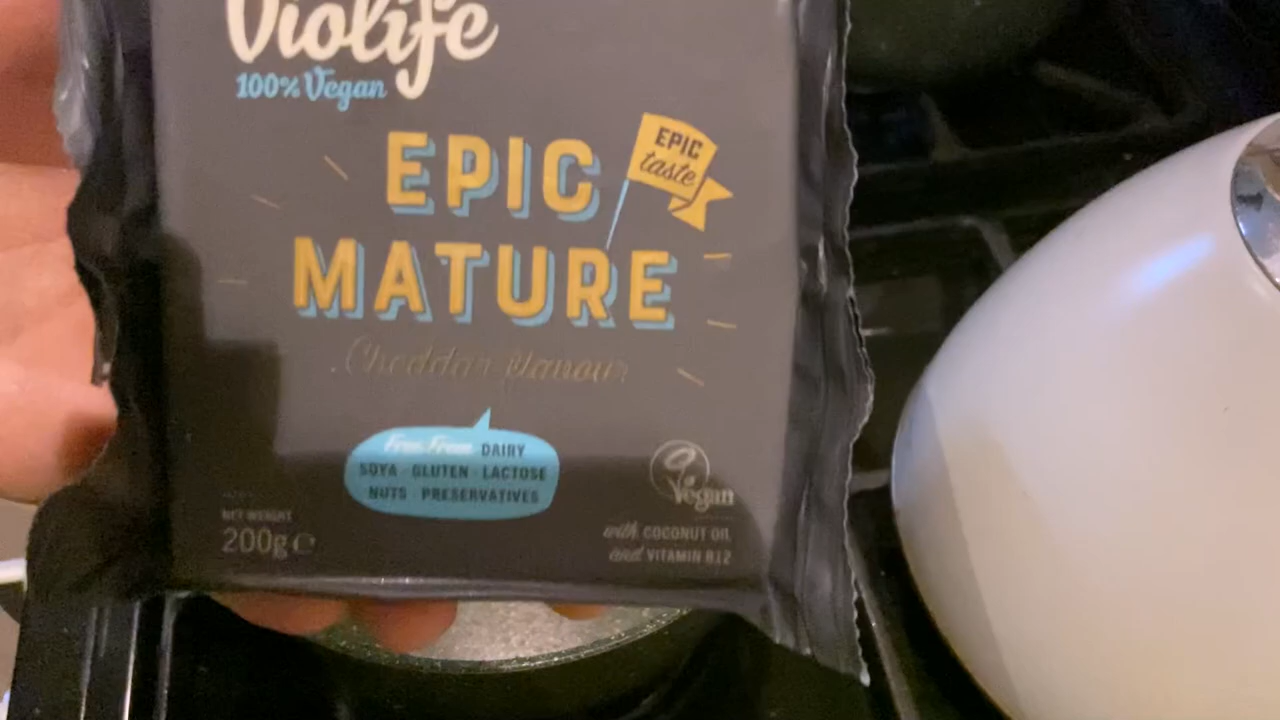 Violife
100% Vegan
EPIC
taste
EPIC
MATURE
Cheddar flavour
Free From DAIRY
SOYA · GLUTEN · LACTOSE
NUTS · PRESERVATIVES
Vegan
NET WEIGHT
200g ℮
with COCONUT OIL
and VITAMIN B12